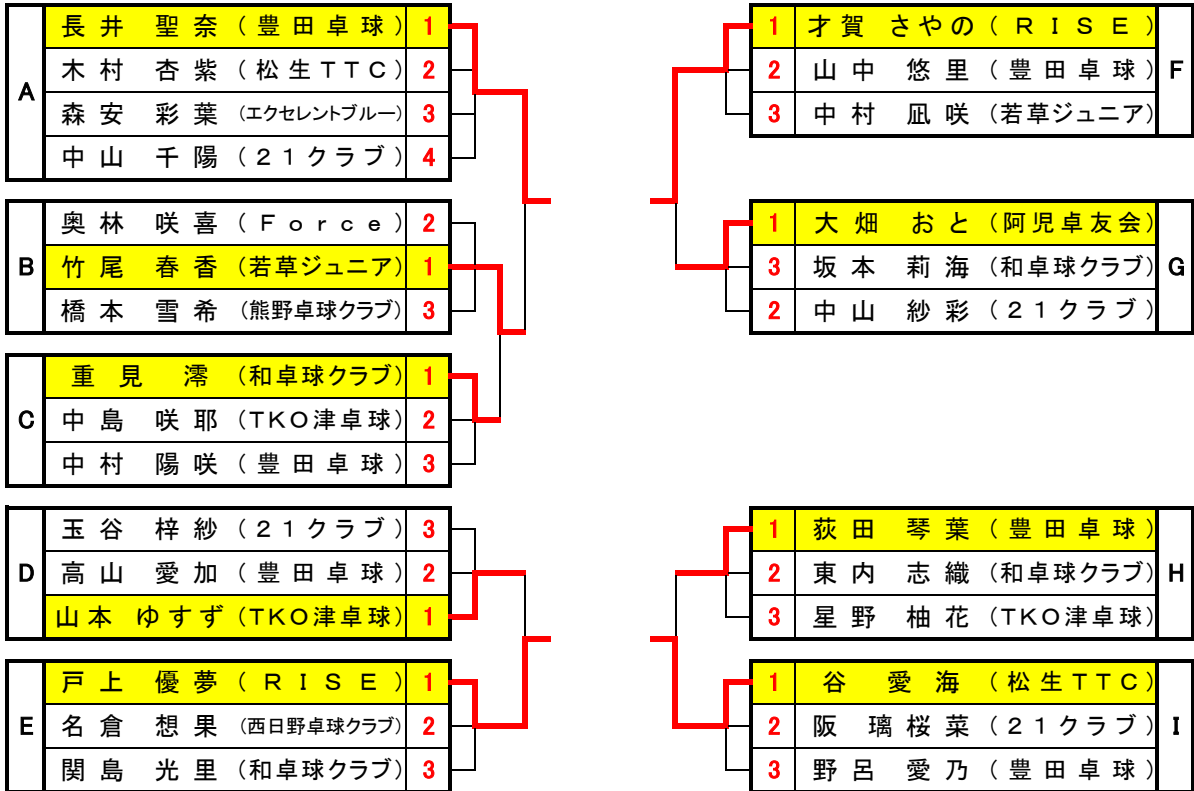 A
長井 聖奈 (豊田卓球) 1
木村 杏紫 (松生TTC) 2
森安 彩葉 (エクセレントブルー) 3
中山 千陽 (21クラブ) 4
B
奥林 咲喜 (Force) 2
竹尾 春香 (若草ジュニア) 1
橋本 雪希 (熊野卓球クラブ) 3
C
重見 澪 (和卓球クラブ) 1
中島 咲耶 (TKO津卓球) 2
中村 陽咲 (豊田卓球) 3
D
玉谷 梓紗 (21クラブ) 3
高山 愛加 (豊田卓球) 2
山本 ゆすず (TKO津卓球) 1
E
戸上 優夢 (RISE) 1
名倉 想果 (西日野卓球クラブ) 2
関島 光里 (和卓球クラブ) 3
1 才賀 さやの (RISE)
2 山中 悠里 (豊田卓球)
3 中村 凪咲 (若草ジュニア)
F
1 大畑 おと (阿児卓友会)
3 坂本 莉海 (和卓球クラブ)
2 中山 紗彩 (21クラブ)
G
1 荻田 琴葉 (豊田卓球)
2 東内 志織 (和卓球クラブ)
3 星野 柚花 (TKO津卓球)
H
1 谷 愛海 (松生TTC)
2 阪 璃桜菜 (21クラブ)
3 野呂 愛乃 (豊田卓球)
I